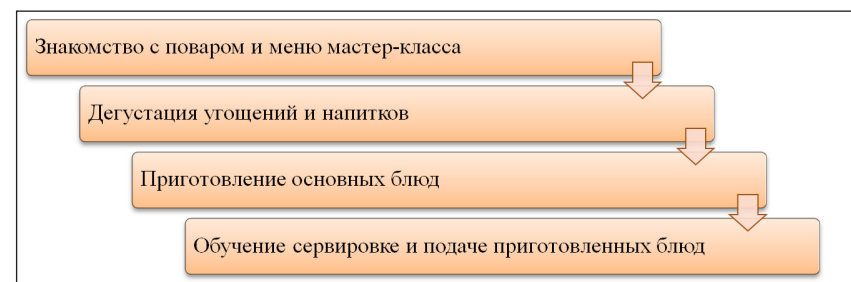 Знакомство с поваром и меню мастер-класса
Дегустация угощений и напитков
Приготовление основных блюд
Обучение сервировке и подаче приготовленных блюд